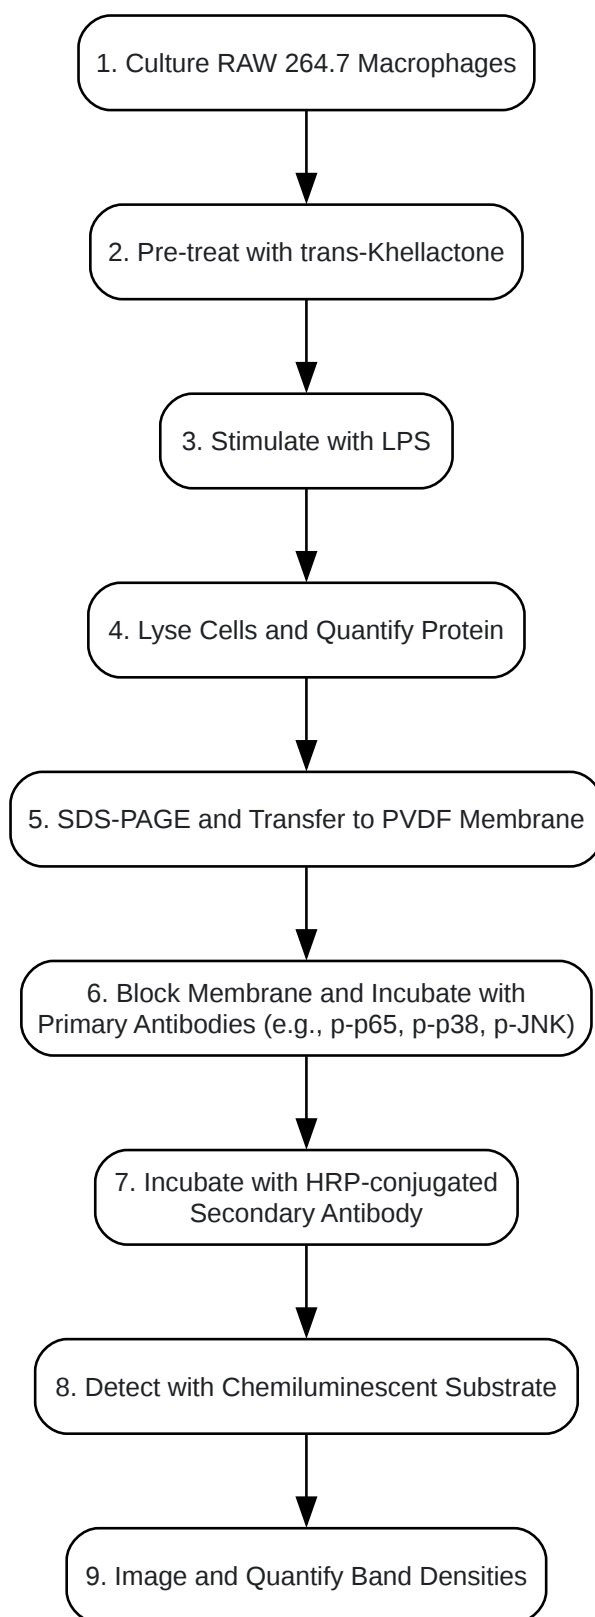 1. Culture RAW 264.7 Macrophages
2. Pre-treat with trans-Khellactone
3. Stimulate with LPS
4. Lyse Cells and Quantify Protein
5. SDS-PAGE and Transfer to PVDF Membrane
6. Block Membrane and Incubate with
Primary Antibodies (e.g., p-p65, p-p38, p-JNK)
7. Incubate with HRP-conjugated
Secondary Antibody
8. Detect with Chemiluminescent Substrate
9. Image and Quantify Band Densities